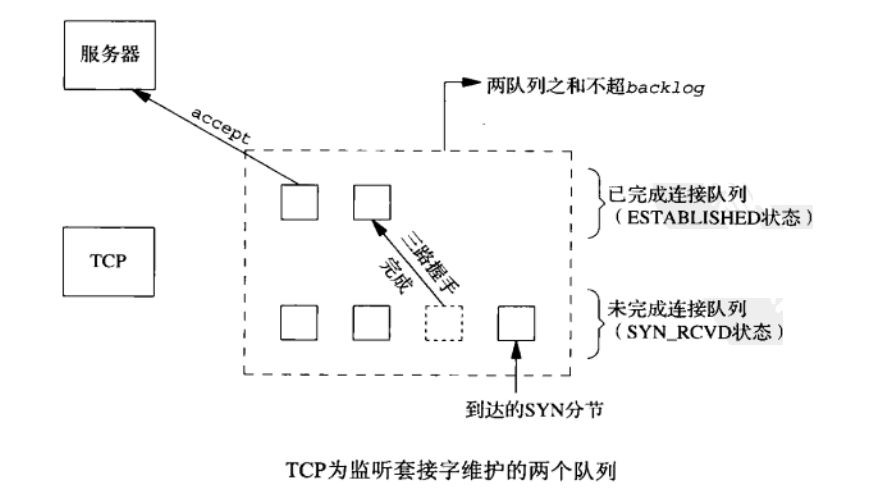 服务器
两队列之和不超backlog
accept
已完成连接队列
（ESTABLISHED状态）
TCP
三路握手
完成
未完成连接队列
（SYN_RCVD状态）
到达的SYN分节
TCP为监听套接字维护的两个队列